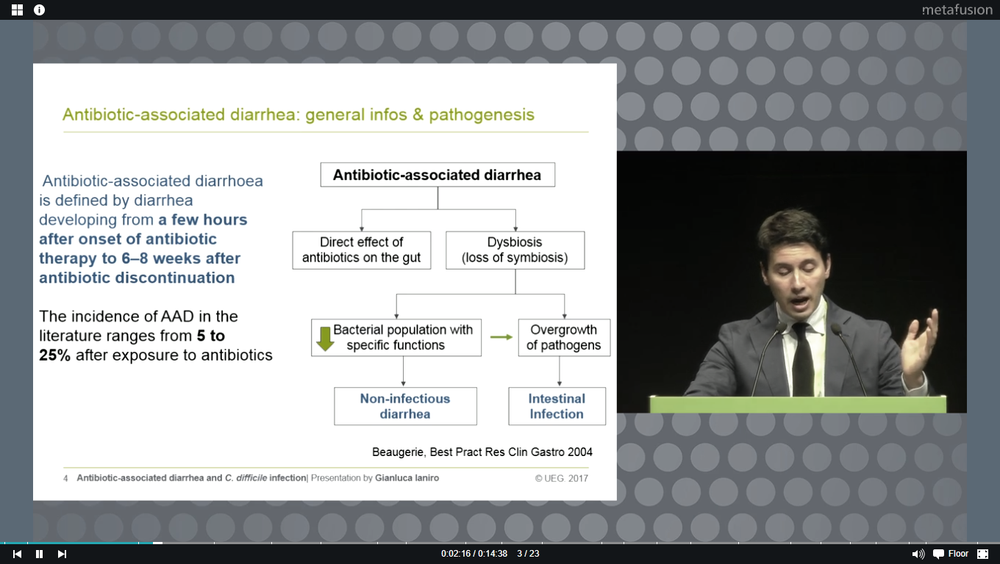 metafusion
Antibiotic-associated diarrhea: general infos & pathogenesis
Antibiotic-associated diarrhoea
is defined by diarrhea
developing from a few hours
after onset of antibiotic
therapy to 6–8 weeks after
antibiotic discontinuation
The incidence of AAD in the
literature ranges from 5 to
25% after exposure to antibiotics
Antibiotic-associated diarrhea
Direct effect of
antibiotics on the gut
Dysbiosis
(loss of symbiosis)
Bacterial population with
specific functions
Overgrowth
of pathogens
Non-infectious
diarrhea
Intestinal
Infection
Beaugerie, Best Pract Res Clin Gastro 2004
4 Antibiotic-associated diarrhea and C. difficile infection| Presentation by Gianluca Ianiro © UEG. 2017
0:02:16 / 0:14:38 3 / 23 Floor